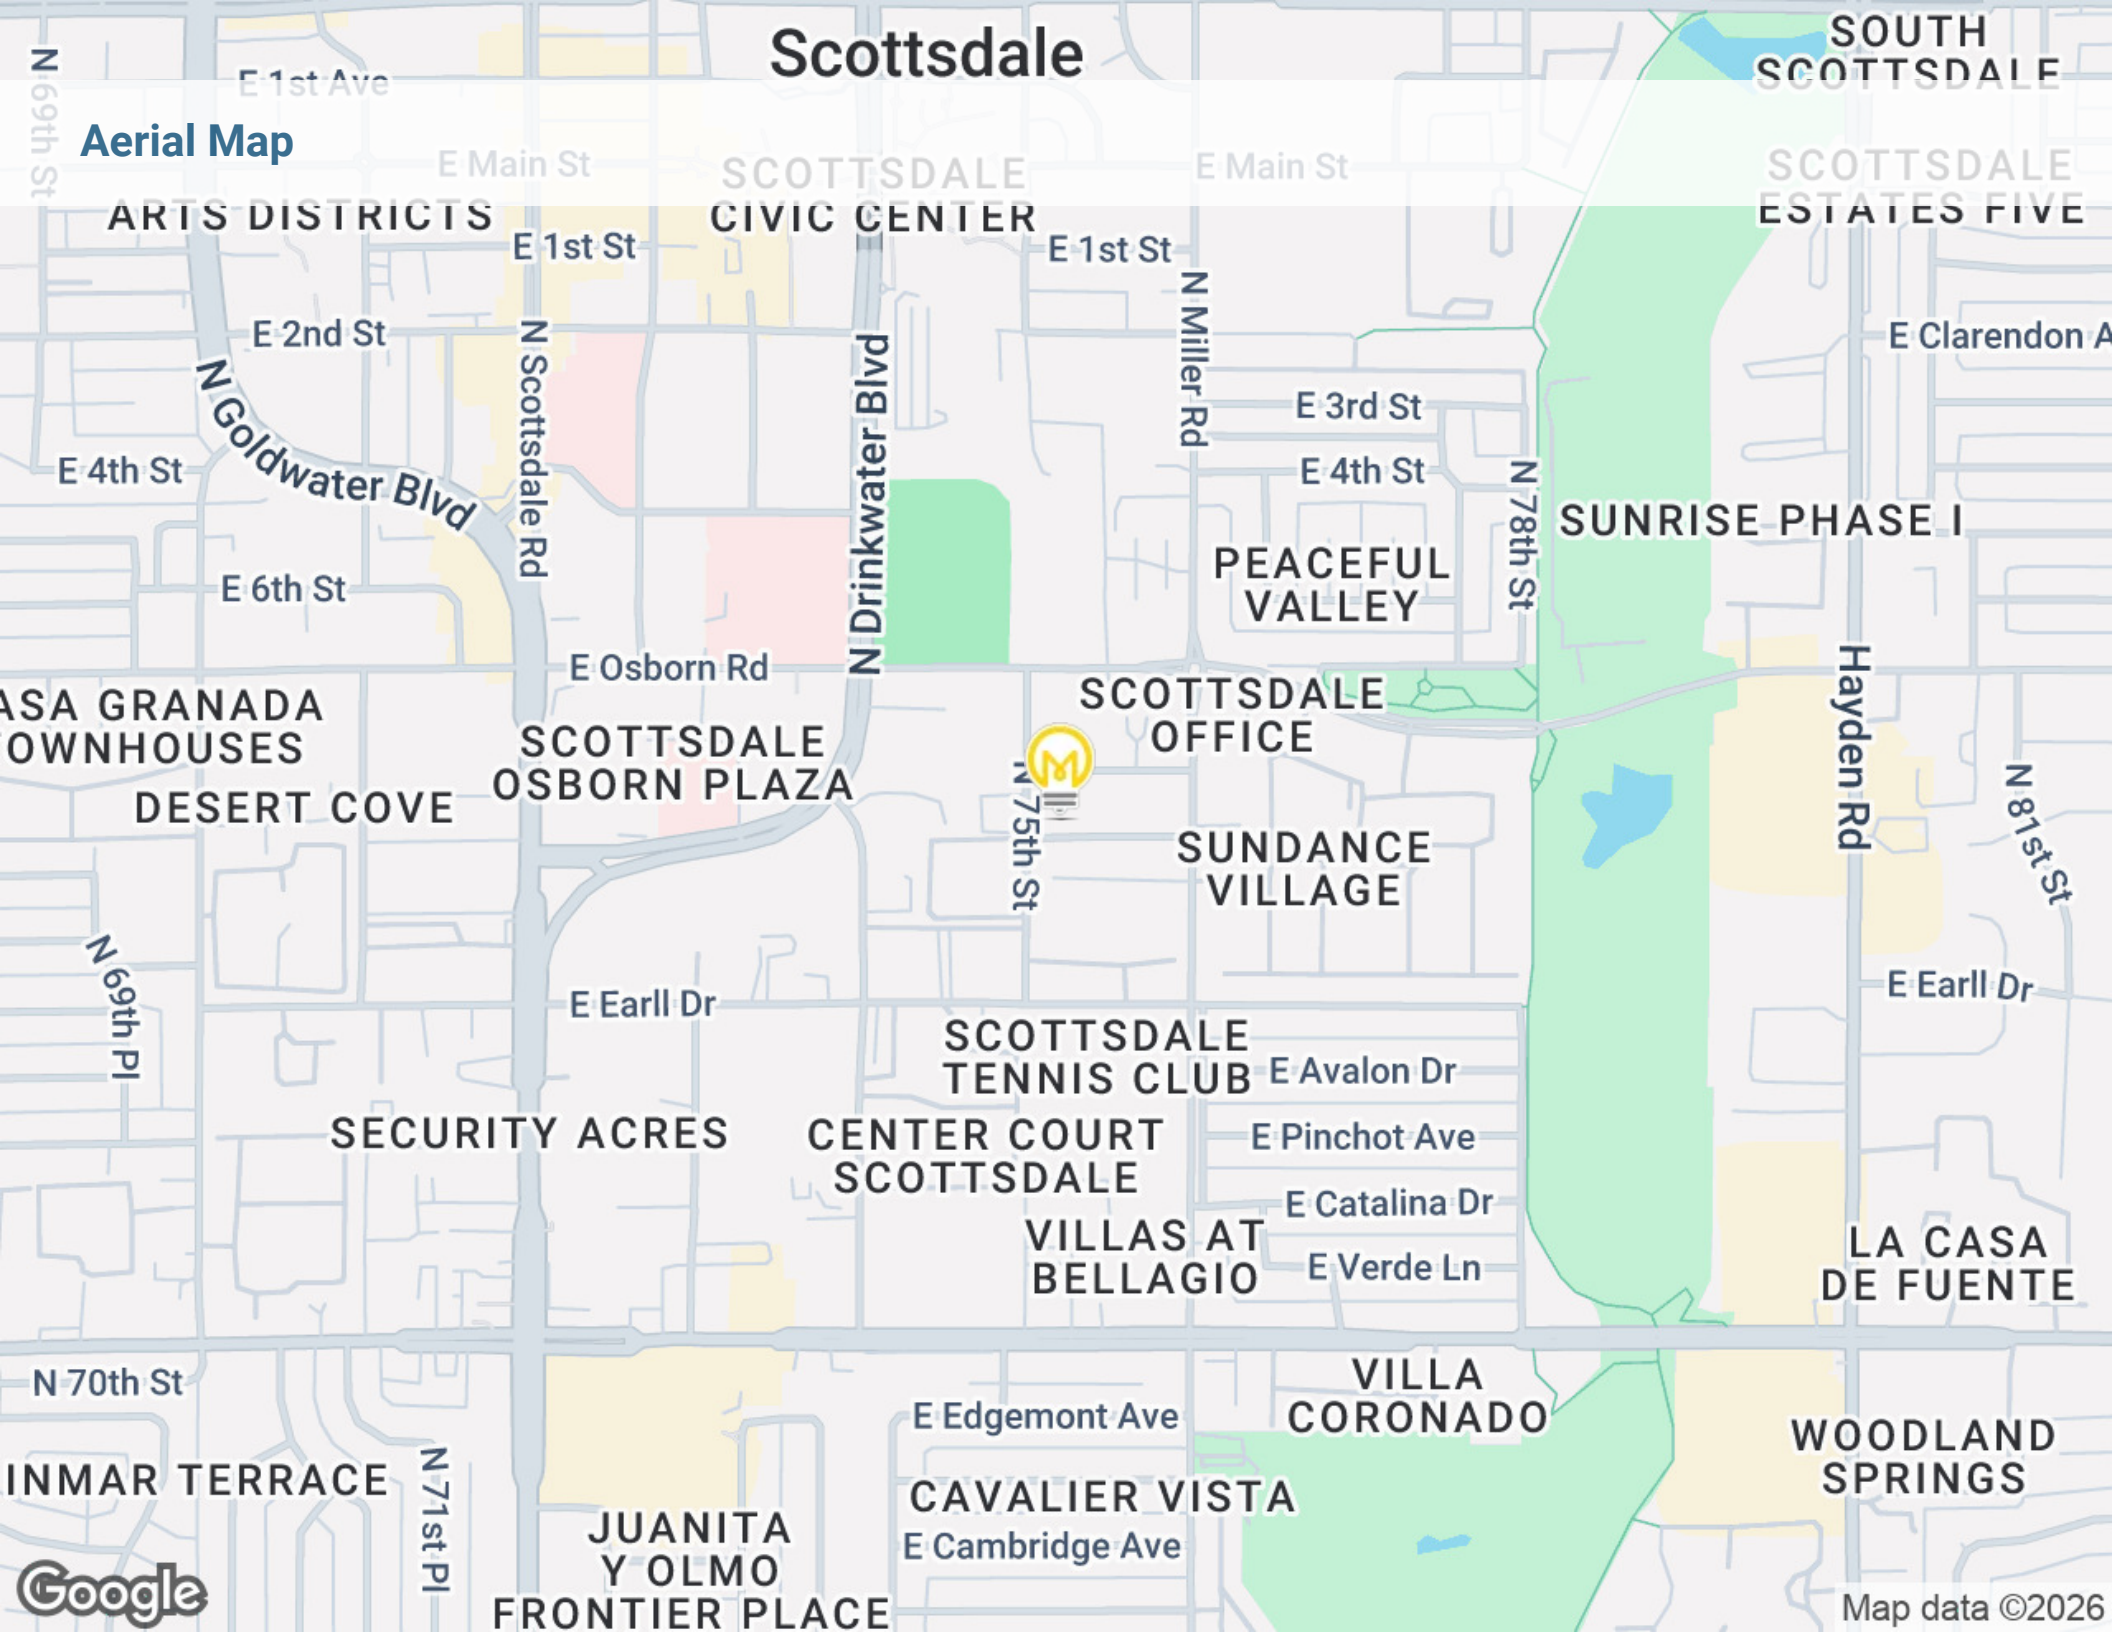 Scottsdale
SOUTH
SCOTTSDALE
N 69th St
E 1st Ave
Aerial Map
E Main St
SCOTTSDALE
CIVIC CENTER
E Main St
SCOTTSDALE
ESTATES FIVE
ARTS DISTRICTS
E 1st St
E 1st St
N Miller Rd
E 2nd St
N Scottsdale Rd
N Drinkwater Blvd
E Clarendon A
N Goldwater Blvd
E 3rd St
E 4th St
E 4th St
N 78th St
SUNRISE PHASE I
PEACEFUL
VALLEY
E 6th St
E Osborn Rd
Hayden Rd
ASA GRANADA
OWNHOUSES
SCOTTSDALE
OFFICE
SCOTTSDALE
OSBORN PLAZA
DESERT COVE
M
N 75th St
N 81st St
SUNDANCE
VILLAGE
N 69th Pl
E Earll Dr
E Earll Dr
SCOTTSDALE
TENNIS CLUB
E Avalon Dr
SECURITY ACRES
CENTER COURT
SCOTTSDALE
E Pinchot Ave
E Catalina Dr
VILLAS AT
BELLAGIO
E Verde Ln
LA CASA
DE FUENTE
N 70th St
VILLA
CORONADO
E Edgemont Ave
WOODLAND
SPRINGS
INMAR TERRACE
N 71st Pl
CAVALIER VISTA
JUANITA
Y OLMO
FRONTIER PLACE
E Cambridge Ave
Google
Map data ©2026